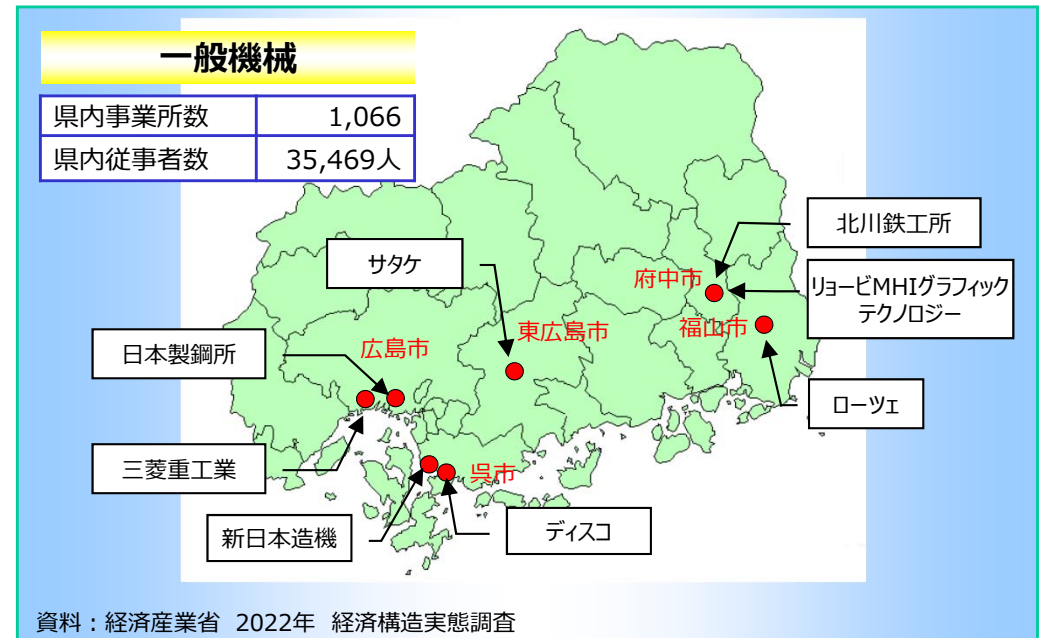 一般機械
県内事業所数 1,066
県内従事者数 35,469人
北川鉄工所
サタケ
府中市
リョービMHIグラフィック
テクノロジー
福山市
東広島市
広島市
日本製鋼所
ローツェ
三菱重工業
呉市
新日本造機
ディスコ
資料：経済産業省 2022年 経済構造実態調査